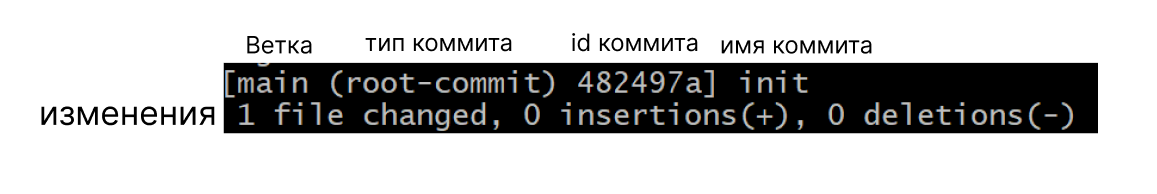 Ветка тип коммита id коммита имя коммита
[main (root-commit) 482497a] init
изменения 1 file changed, 0 insertions(+), 0 deletions(-)